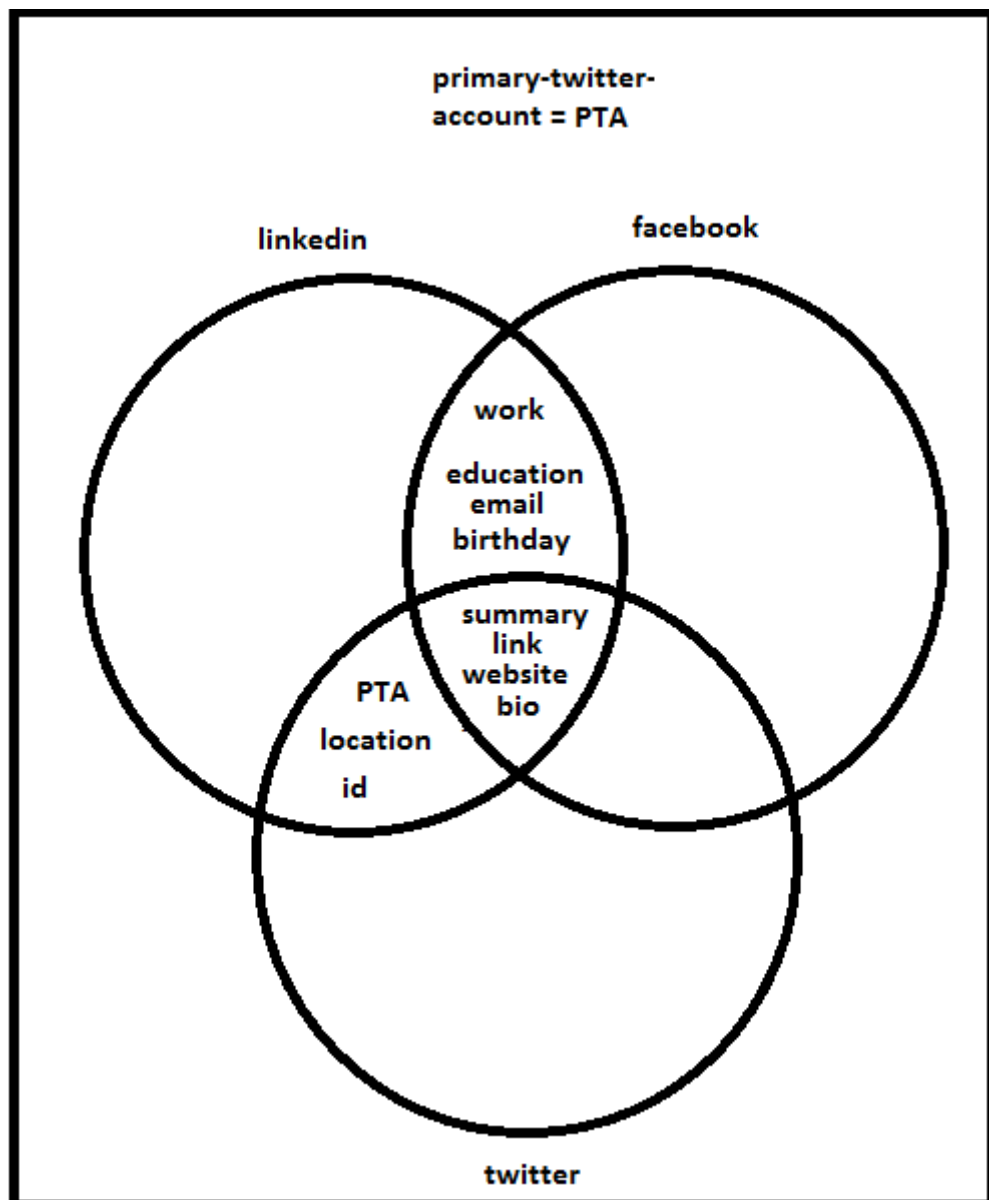 primary-twitter-
account = PTA
linkedin
facebook
work
education
email
birthday
summary
link
website
bio
PTA
location
id
twitter